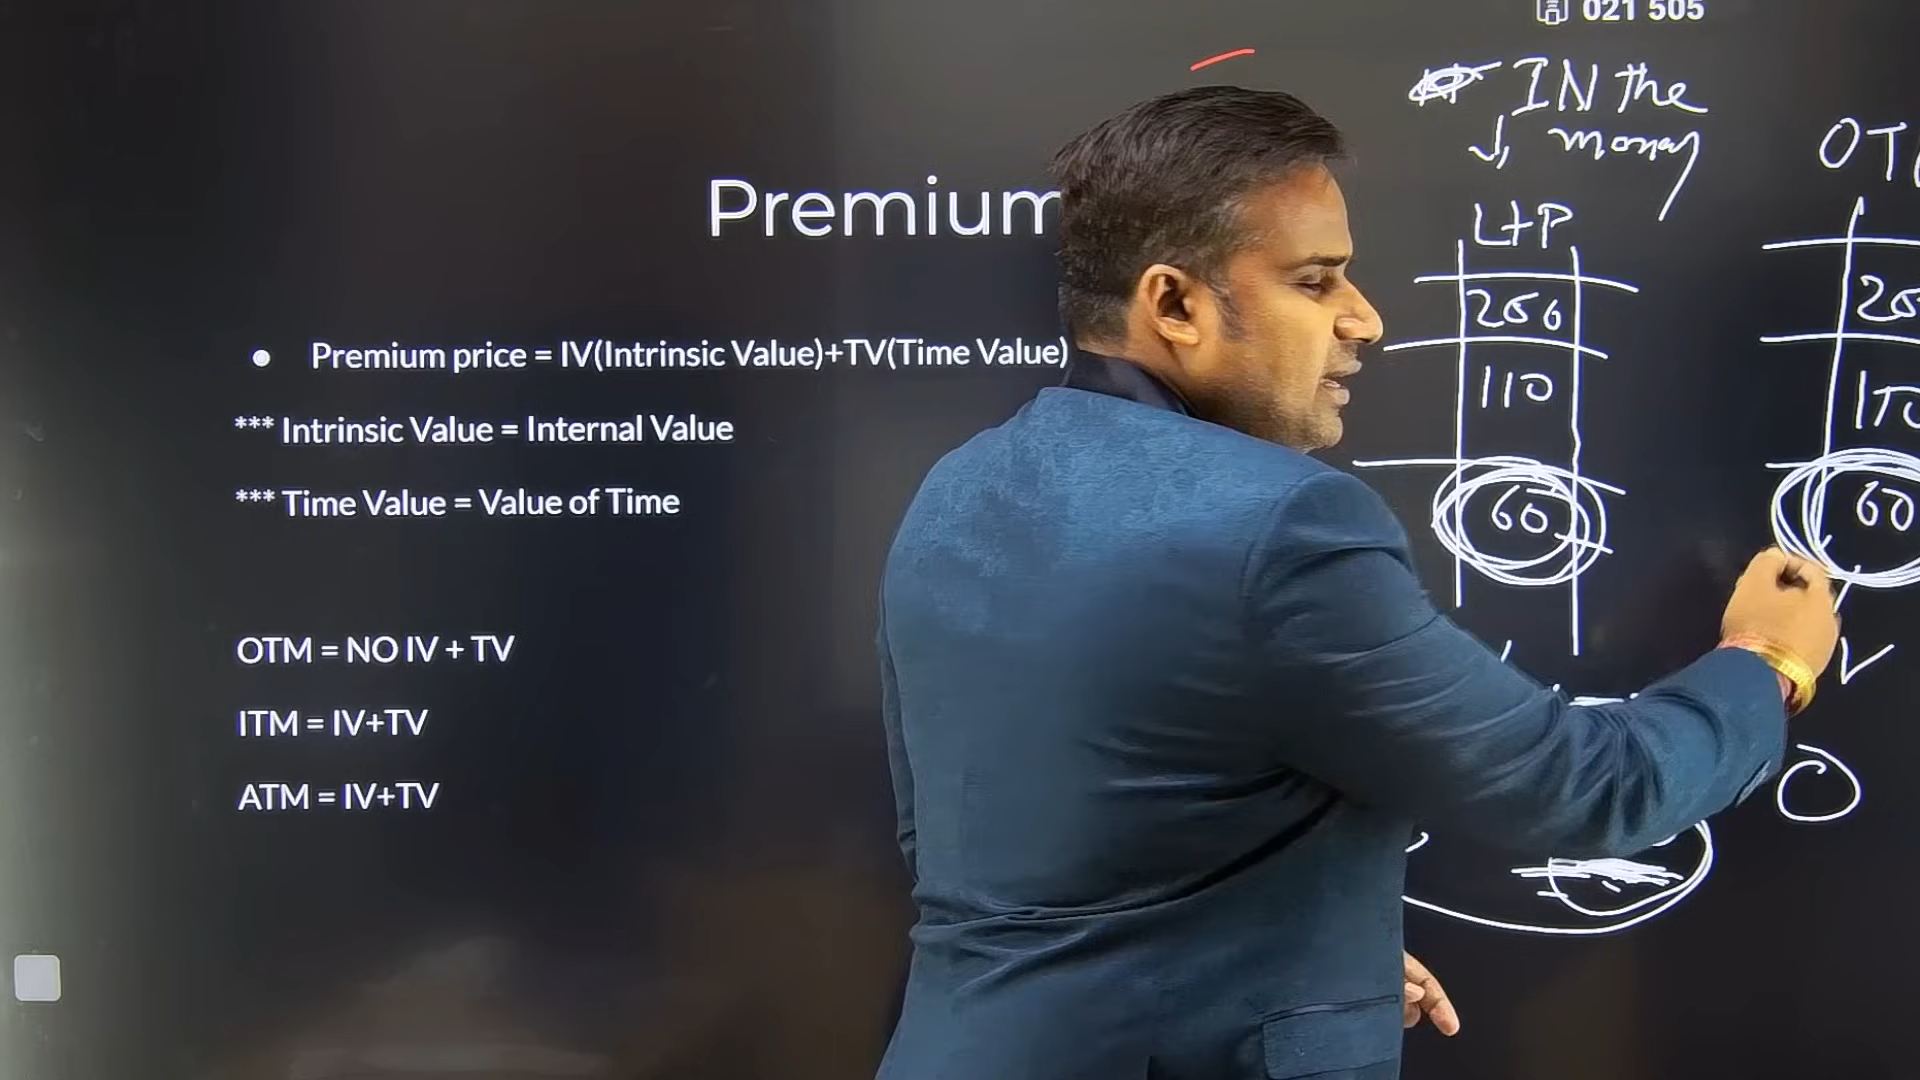 021 505
IN the
money
OT
LTP
Premium
260
110
60
60
Premium price = IV(Intrinsic Value)+TV(Time Value)
*** Intrinsic Value = Internal Value
*** Time Value = Value of Time
OTM = NO IV + TV
ITM = IV+TV
ATM = IV+TV